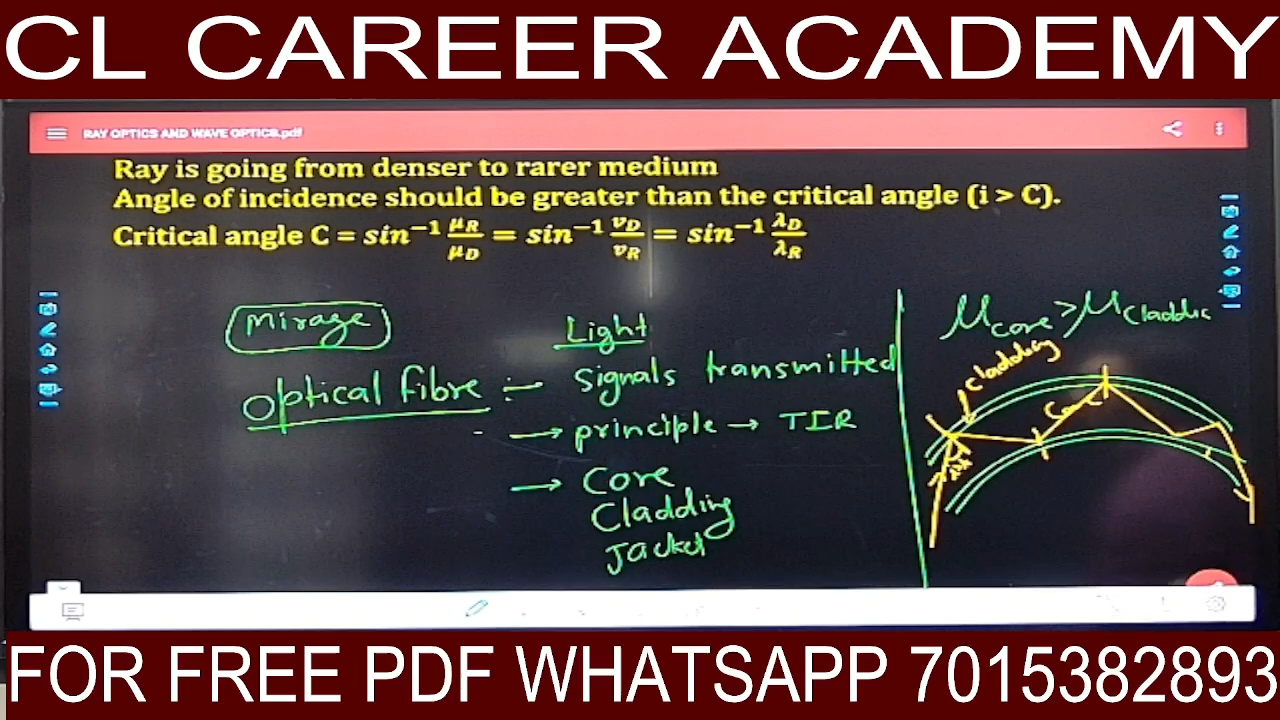 CL CAREER ACADEMY
RAY OPTICS AND WAVE OPTICS.pdf
Ray is going from denser to rarer medium
Angle of incidence should be greater than the critical angle (i > C).
Critical angle C = sin⁻¹ μR/μD = sin⁻¹ vD/vR = sin⁻¹ λD/λR
Mirage
Light
optical fibre :- Signals transmitted
→ principle → TIR
→ Core
Cladding
Jacket
μcore > μCladdic
cladding
Core
FOR FREE PDF WHATSAPP 7015382893